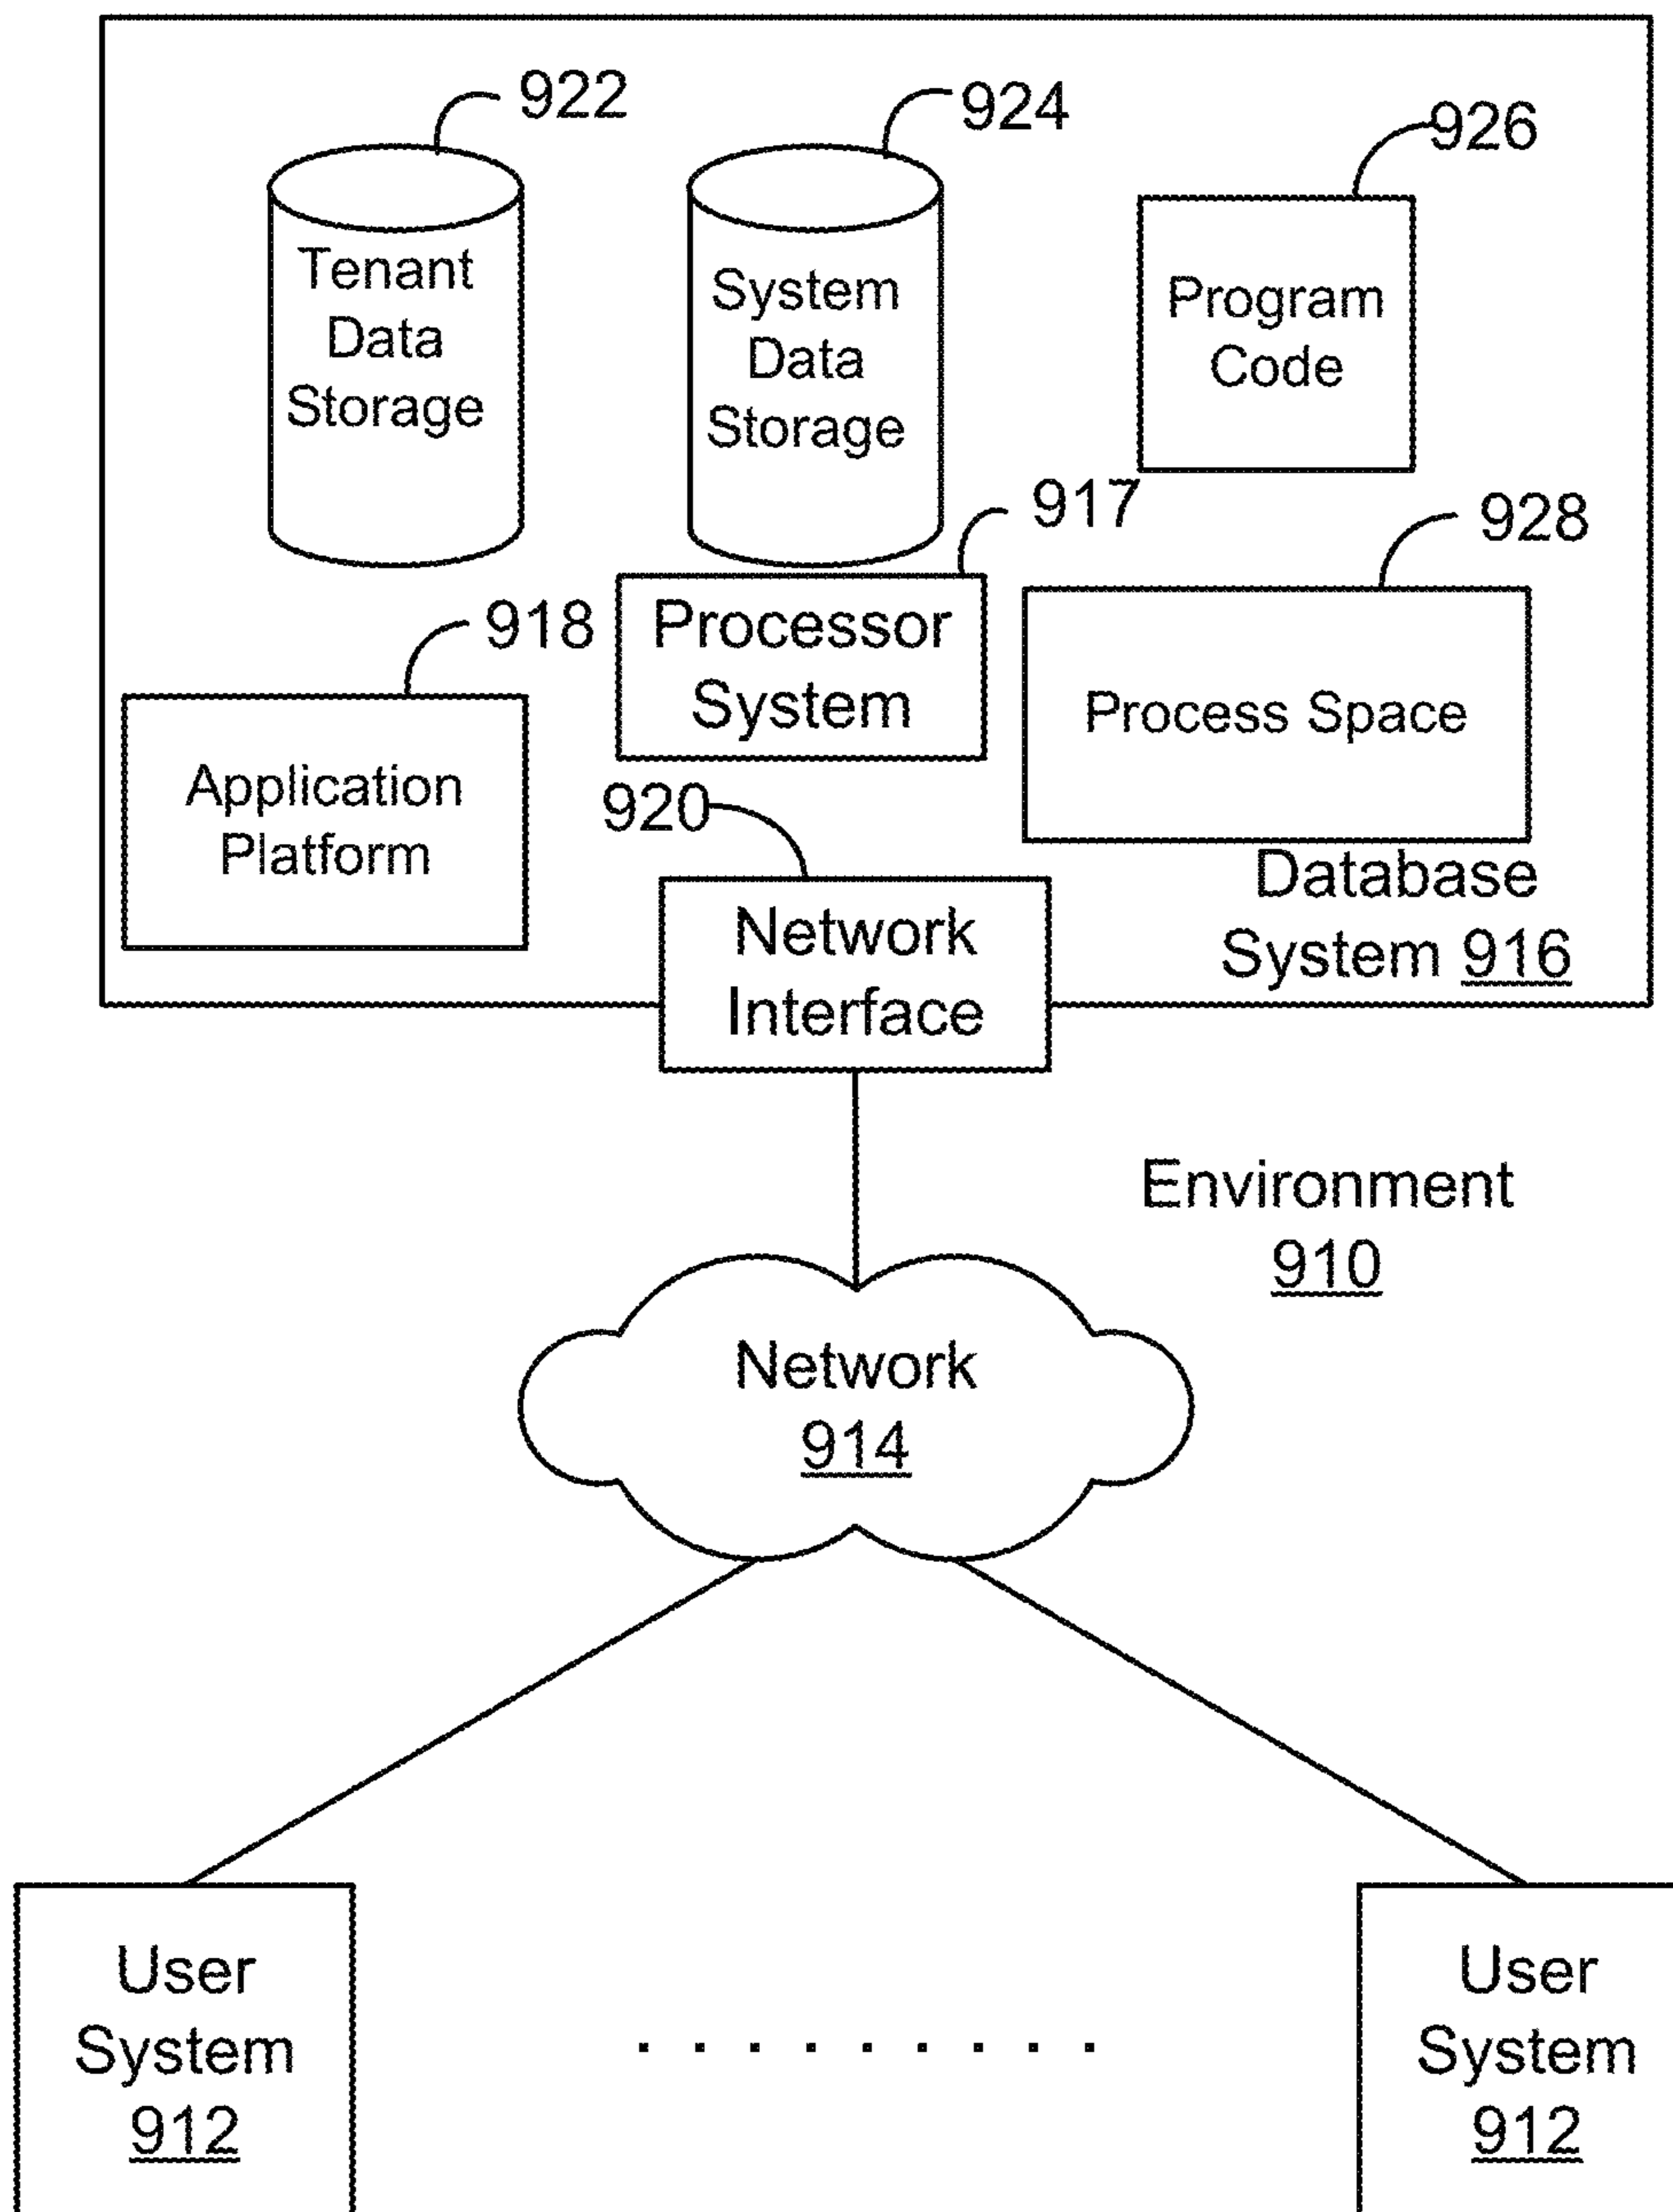 922
924
926
Tenant
Data
Storage
System
Data
Storage
Program
Code
917
928
918
Processor
System
Process Space
Application
Platform
920
Network
Interface
Database
System 916
Environment
910
Network
914
User
System
912
User
System
912